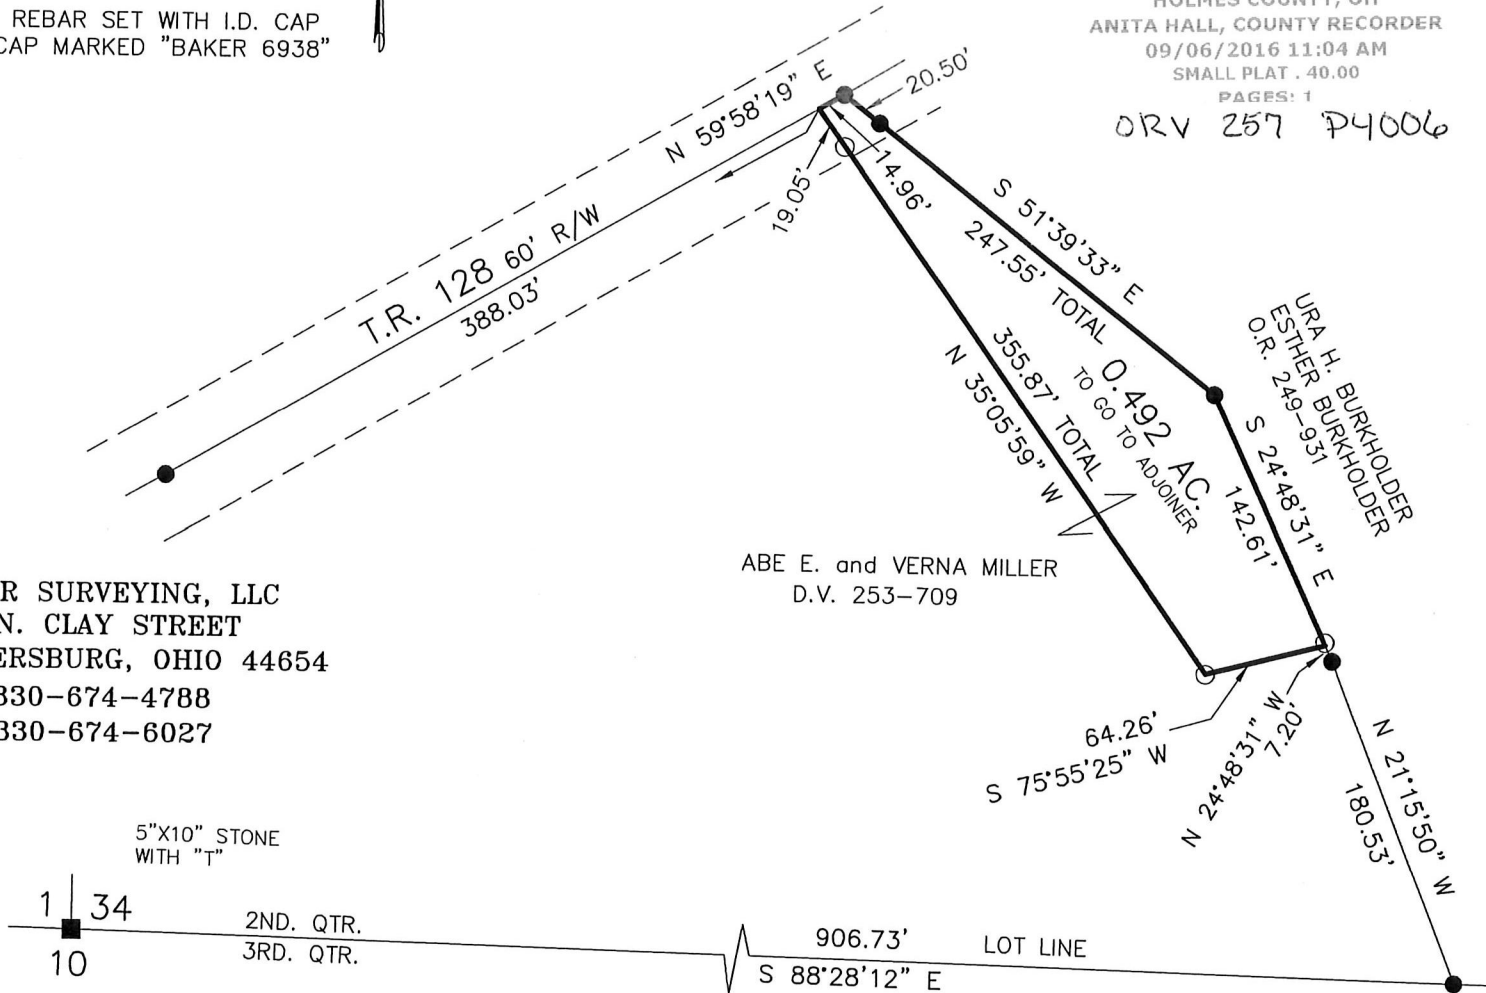 REBAR SET WITH I.D. CAP
CAP MARKED "BAKER 6938"
HOLMES COUNTY, OH
ANITA HALL, COUNTY RECORDER
09/06/2016 11:04 AM
SMALL PLAT . 40.00
PAGES: 1
ORV 257 P4006
N 59°58'19" E
20.50'
19.05'
14.96'
T.R. 128 60' R/W
388.03'
S 51°39'33" E
247.55' TOTAL
355.87' TOTAL
N 35°05'59" W
0.492 AC.
TO GO TO ADJOINER
URA H. BURKHOLDER
ESTHER BURKHOLDER
O.R. 249-931
S 24°48'31" E
142.61'
ABE E. and VERNA MILLER
D.V. 253-709
R SURVEYING, LLC
N. CLAY STREET
ERSBURG, OHIO 44654
330-674-4788
330-674-6027
64.26'
S 75°55'25" W
N 24°48'31" W
7.20'
N 21°15'50" W
180.53'
5"X10" STONE
WITH "T"
1 34
10
2ND. QTR.
3RD. QTR.
906.73' LOT LINE
S 88°28'12" E